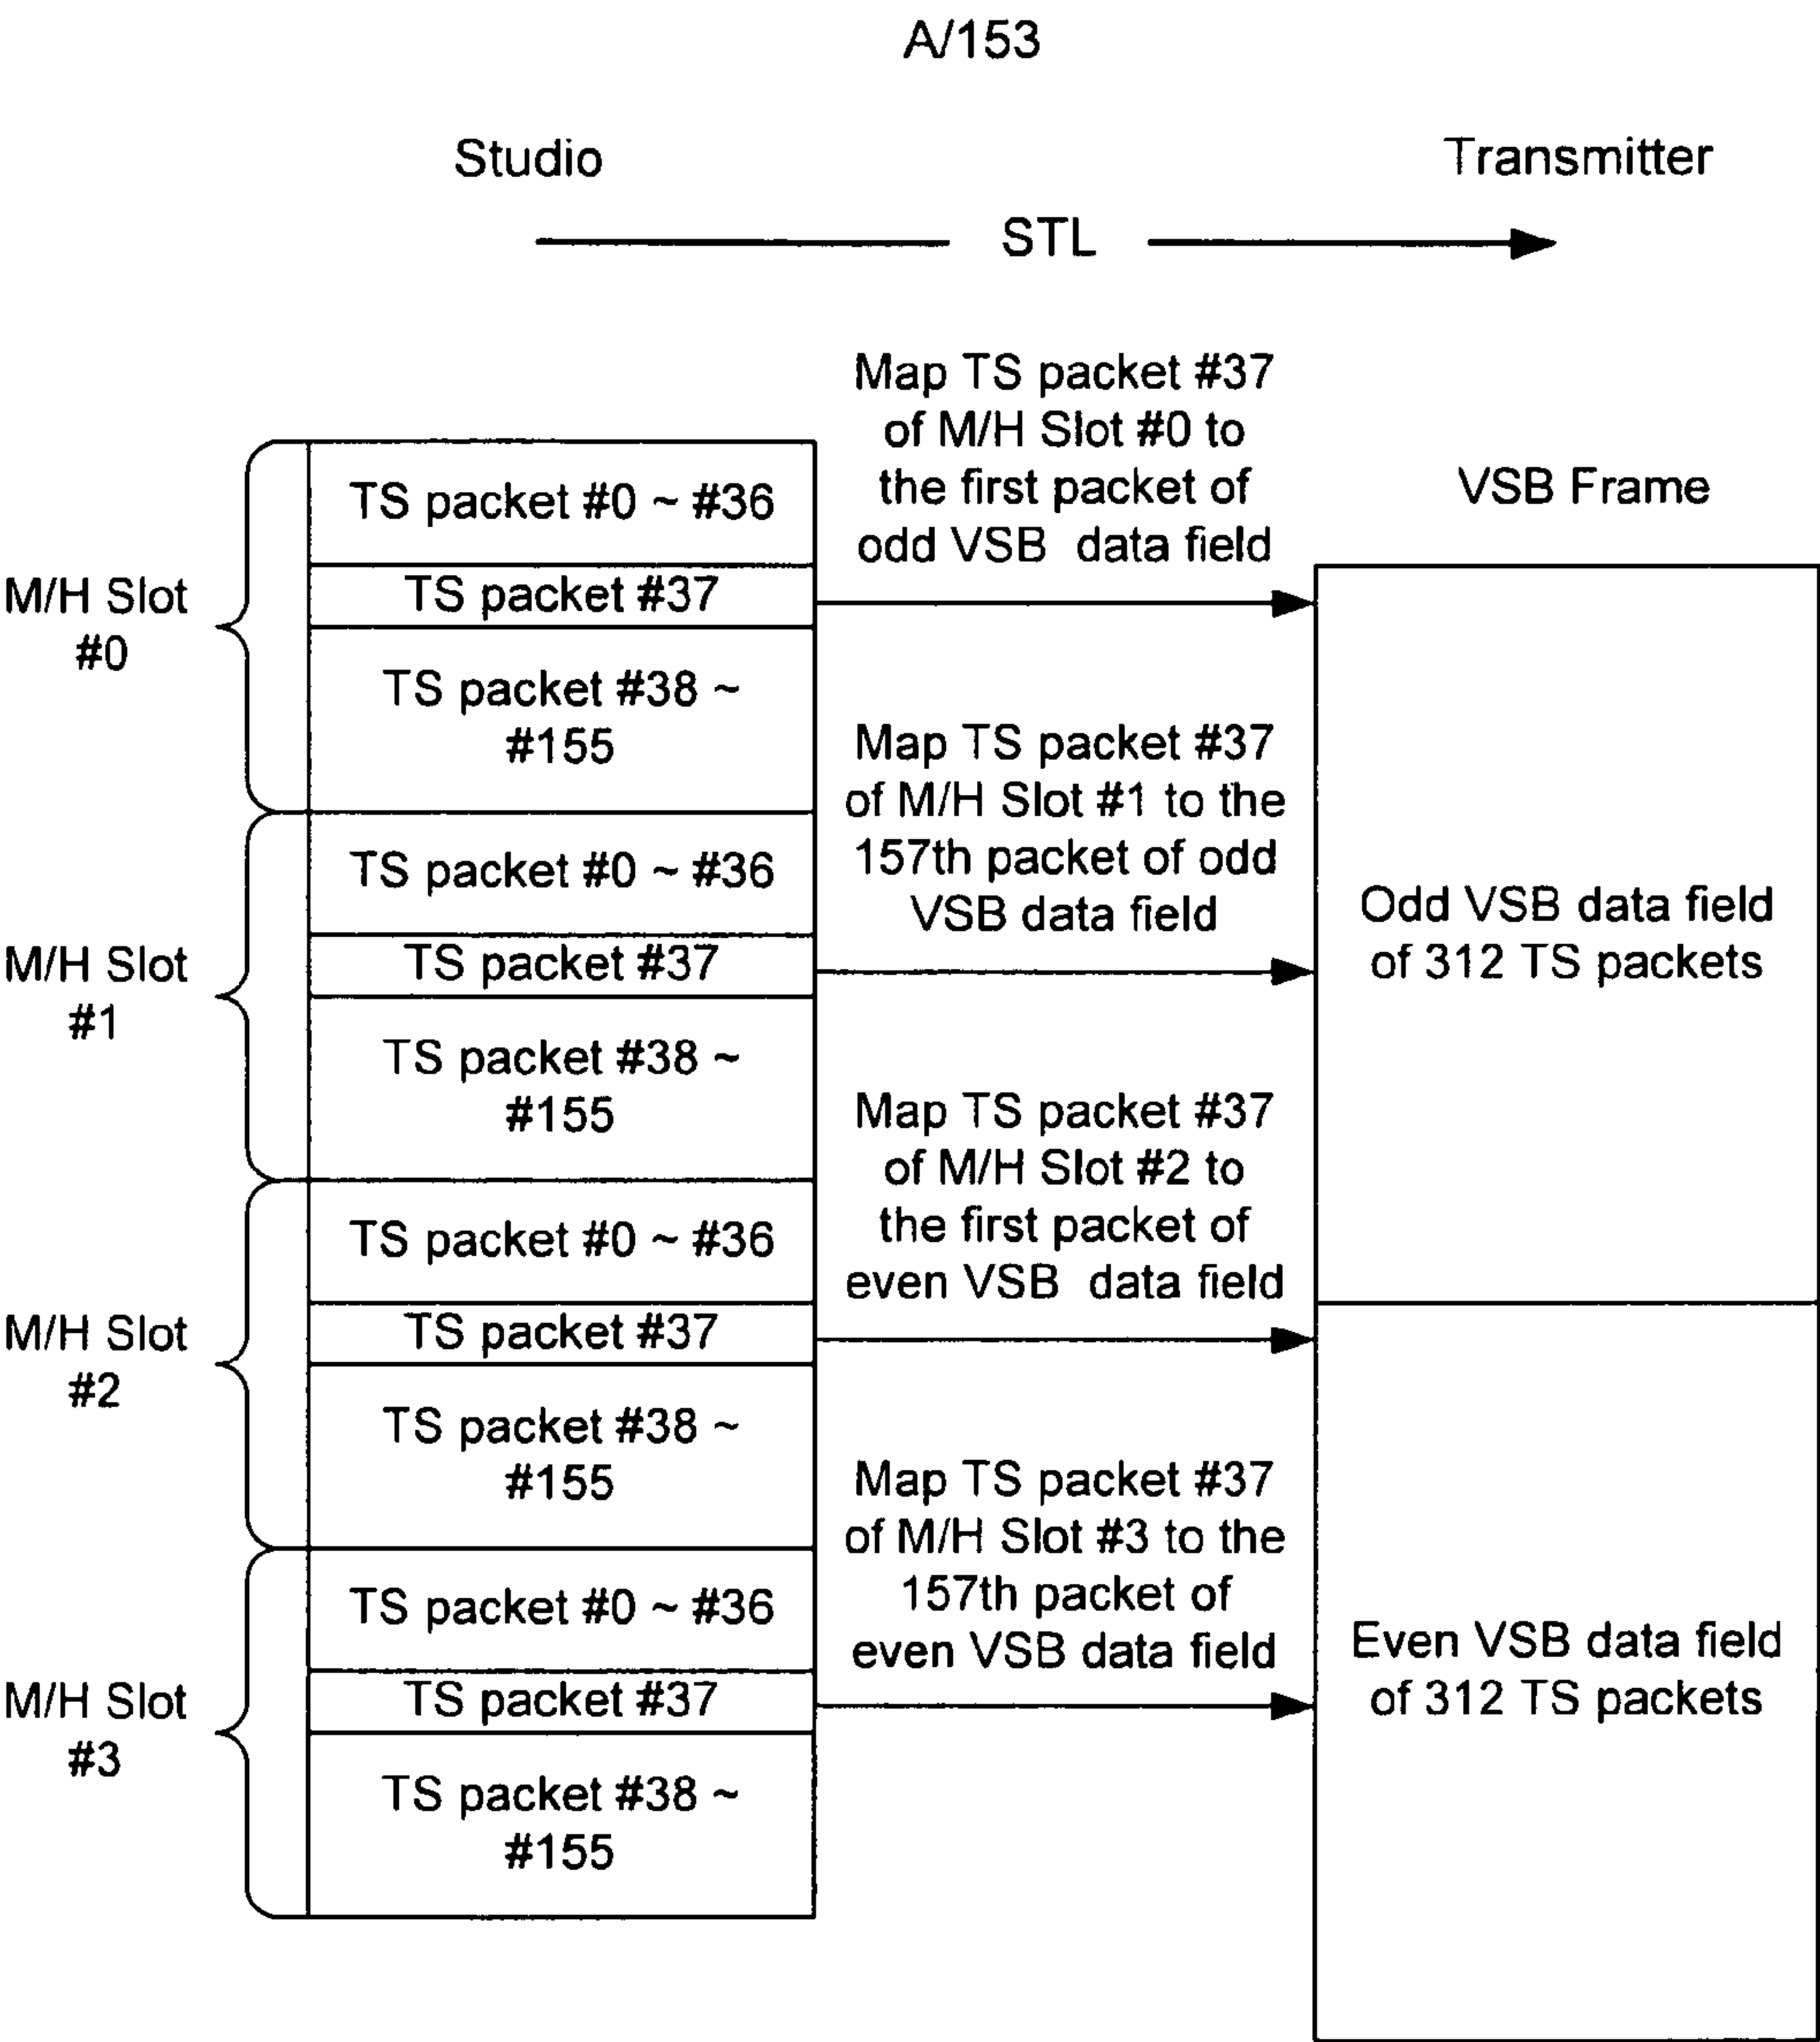 A/153
Studio
Transmitter
STL
Map TS packet #37
of M/H Slot #0 to
the first packet of
odd VSB data field
VSB Frame
M/H Slot
#0
TS packet #0 ~ #36
TS packet #37
TS packet #38 ~
#155
Map TS packet #37
of M/H Slot #1 to the
157th packet of odd
VSB data field
M/H Slot
#1
TS packet #0 ~ #36
TS packet #37
TS packet #38 ~
#155
Odd VSB data field
of 312 TS packets
Map TS packet #37
of M/H Slot #2 to
the first packet of
even VSB data field
M/H Slot
#2
TS packet #0 ~ #36
TS packet #37
TS packet #38 ~
#155
Map TS packet #37
of M/H Slot #3 to the
157th packet of
even VSB data field
M/H Slot
#3
TS packet #0 ~ #36
TS packet #37
TS packet #38 ~
#155
Even VSB data field
of 312 TS packets